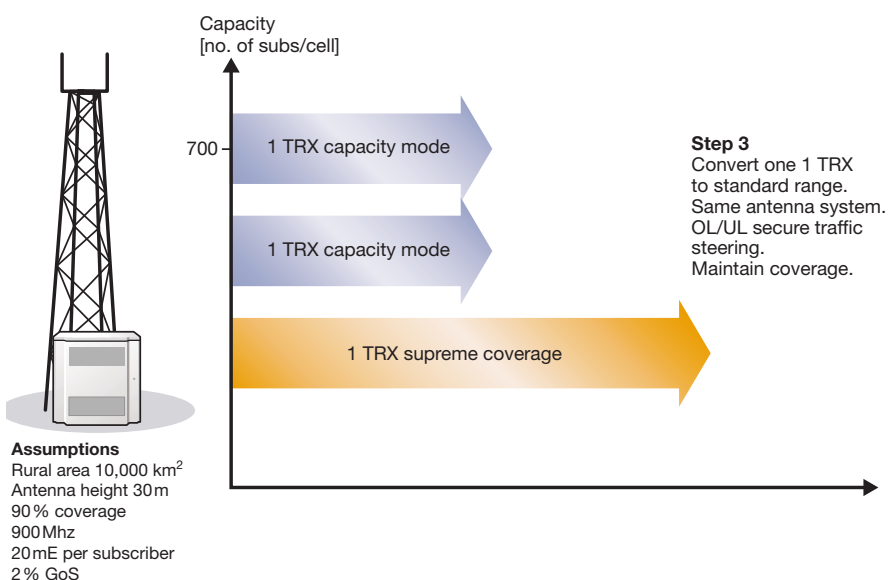 Capacity
[no. of subs/cell]
700
1 TRX capacity mode
1 TRX capacity mode
1 TRX supreme coverage
Step 3
Convert one 1 TRX
to standard range.
Same antenna system.
OL/UL secure traffic
steering.
Maintain coverage.
Assumptions
Rural area 10,000 km²
Antenna height 30 m
90 % coverage
900 Mhz
20 mE per subscriber
2 % GoS